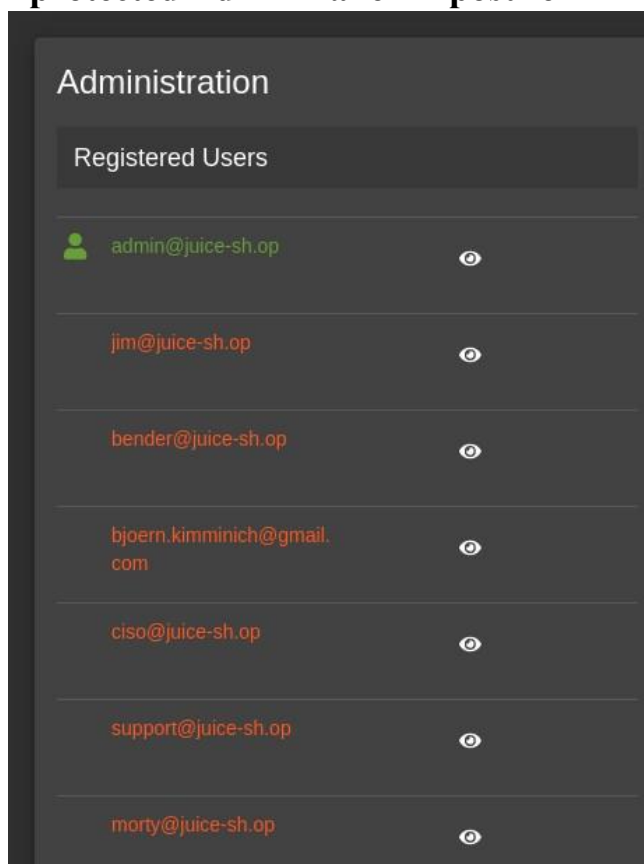 Administration
Registered Users
admin@juice-sh.op
jim@juice-sh.op
bender@juice-sh.op
bjoern.kimminich@gmail.
com
ciso@juice-sh.op
support@juice-sh.op
morty@juice-sh.op